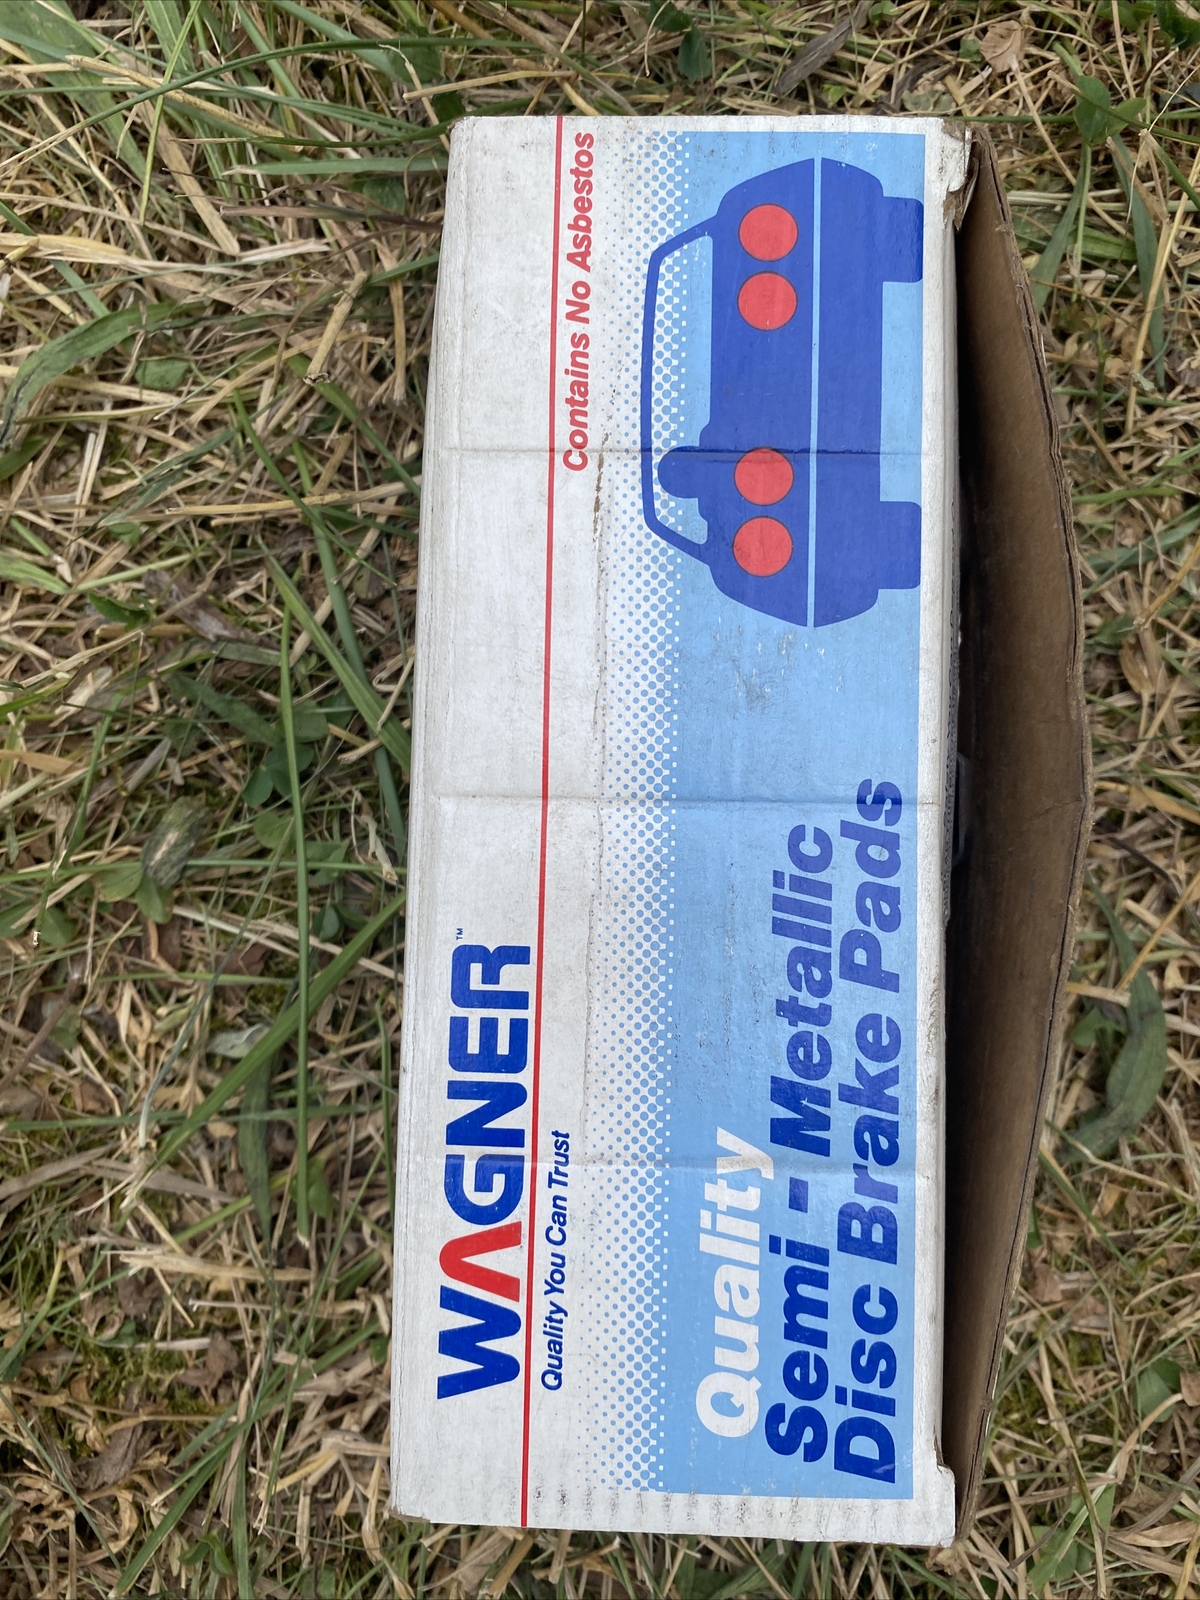 WAGNER™
Quality You Can Trust
Contains No Asbestos
Quality
Semi - Metallic
Disc Brake Pads